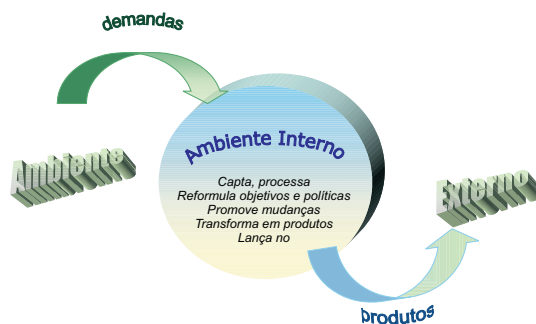 demandas
Ambiente
Ambiente Interno
Capta, processa
Reformula objetivos e políticas
Promove mudanças
Transforma em produtos
Lança no
Externo
produtos